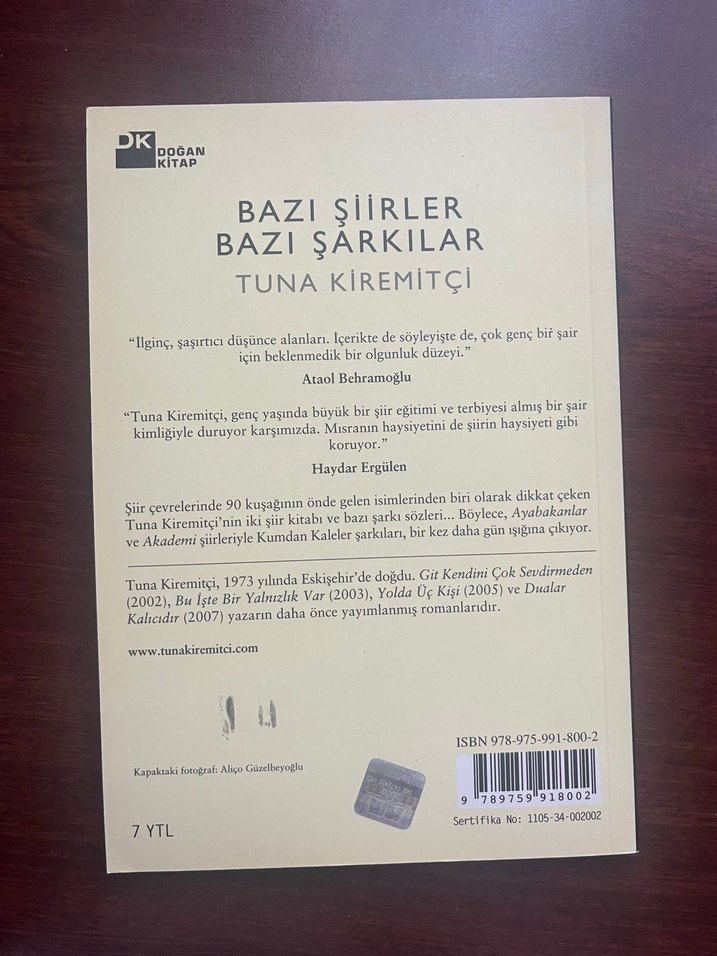 DK
DOĞAN
KİTAP
BAZI ŞİİRLER
BAZI ŞARKILAR
TUNA KİREMİTÇİ
“İlginç, şaşırtıcı düşünce alanları. İçerikte de söyleyişte de, çok genç bir şair
için beklenmedik bir olgunluk düzeyi.”
Ataol Behramoğlu
“Tuna Kiremitçi, genç yaşında büyük bir şiir eğitimi ve terbiyesi almış bir şair
kimliğiyle duruyor karşımızda. Mısranın haysiyetini de şiirin haysiyeti gibi
koruyor.”
Haydar Ergülen
Şiir çevrelerinde 90 kuşağının önde gelen isimlerinden biri olarak dikkat çeken
Tuna Kiremitçi’nin iki şiir kitabı ve bazı şarkı sözleri... Böylece, Ayabakanlar
ve Akademi şiirleriyle Kumdan Kaleler şarkıları, bir kez daha gün ışığına çıkıyor.
Tuna Kiremitçi, 1973 yılında Eskişehir’de doğdu. Git Kendini Çok Sevdirmeden
(2002), Bu İşte Bir Yalnızlık Var (2003), Yolda Üç Kişi (2005) ve Dualar
Kalıcıdır (2007) yazarın daha önce yayımlanmış romanlarıdır.
www.tunakiremitci.com
Kapaktaki fotoğraf: Aliço Güzelbeyoğlu
7 YTL
ISBN 978-975-991-800-2
9 789759 918002
Sertifika No: 1105-34-002002